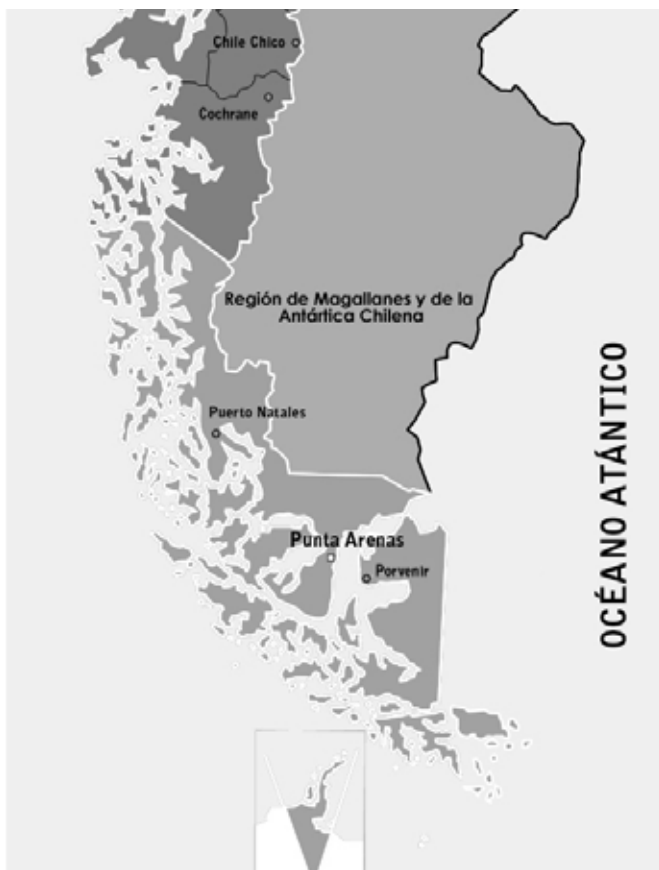 Chile Chico
Cochrane
Región de Magallanes y de la
Antártica Chilena
Puerto Natales
Punta Arenas
Porvenir
OCÉANO ATÁNTICO